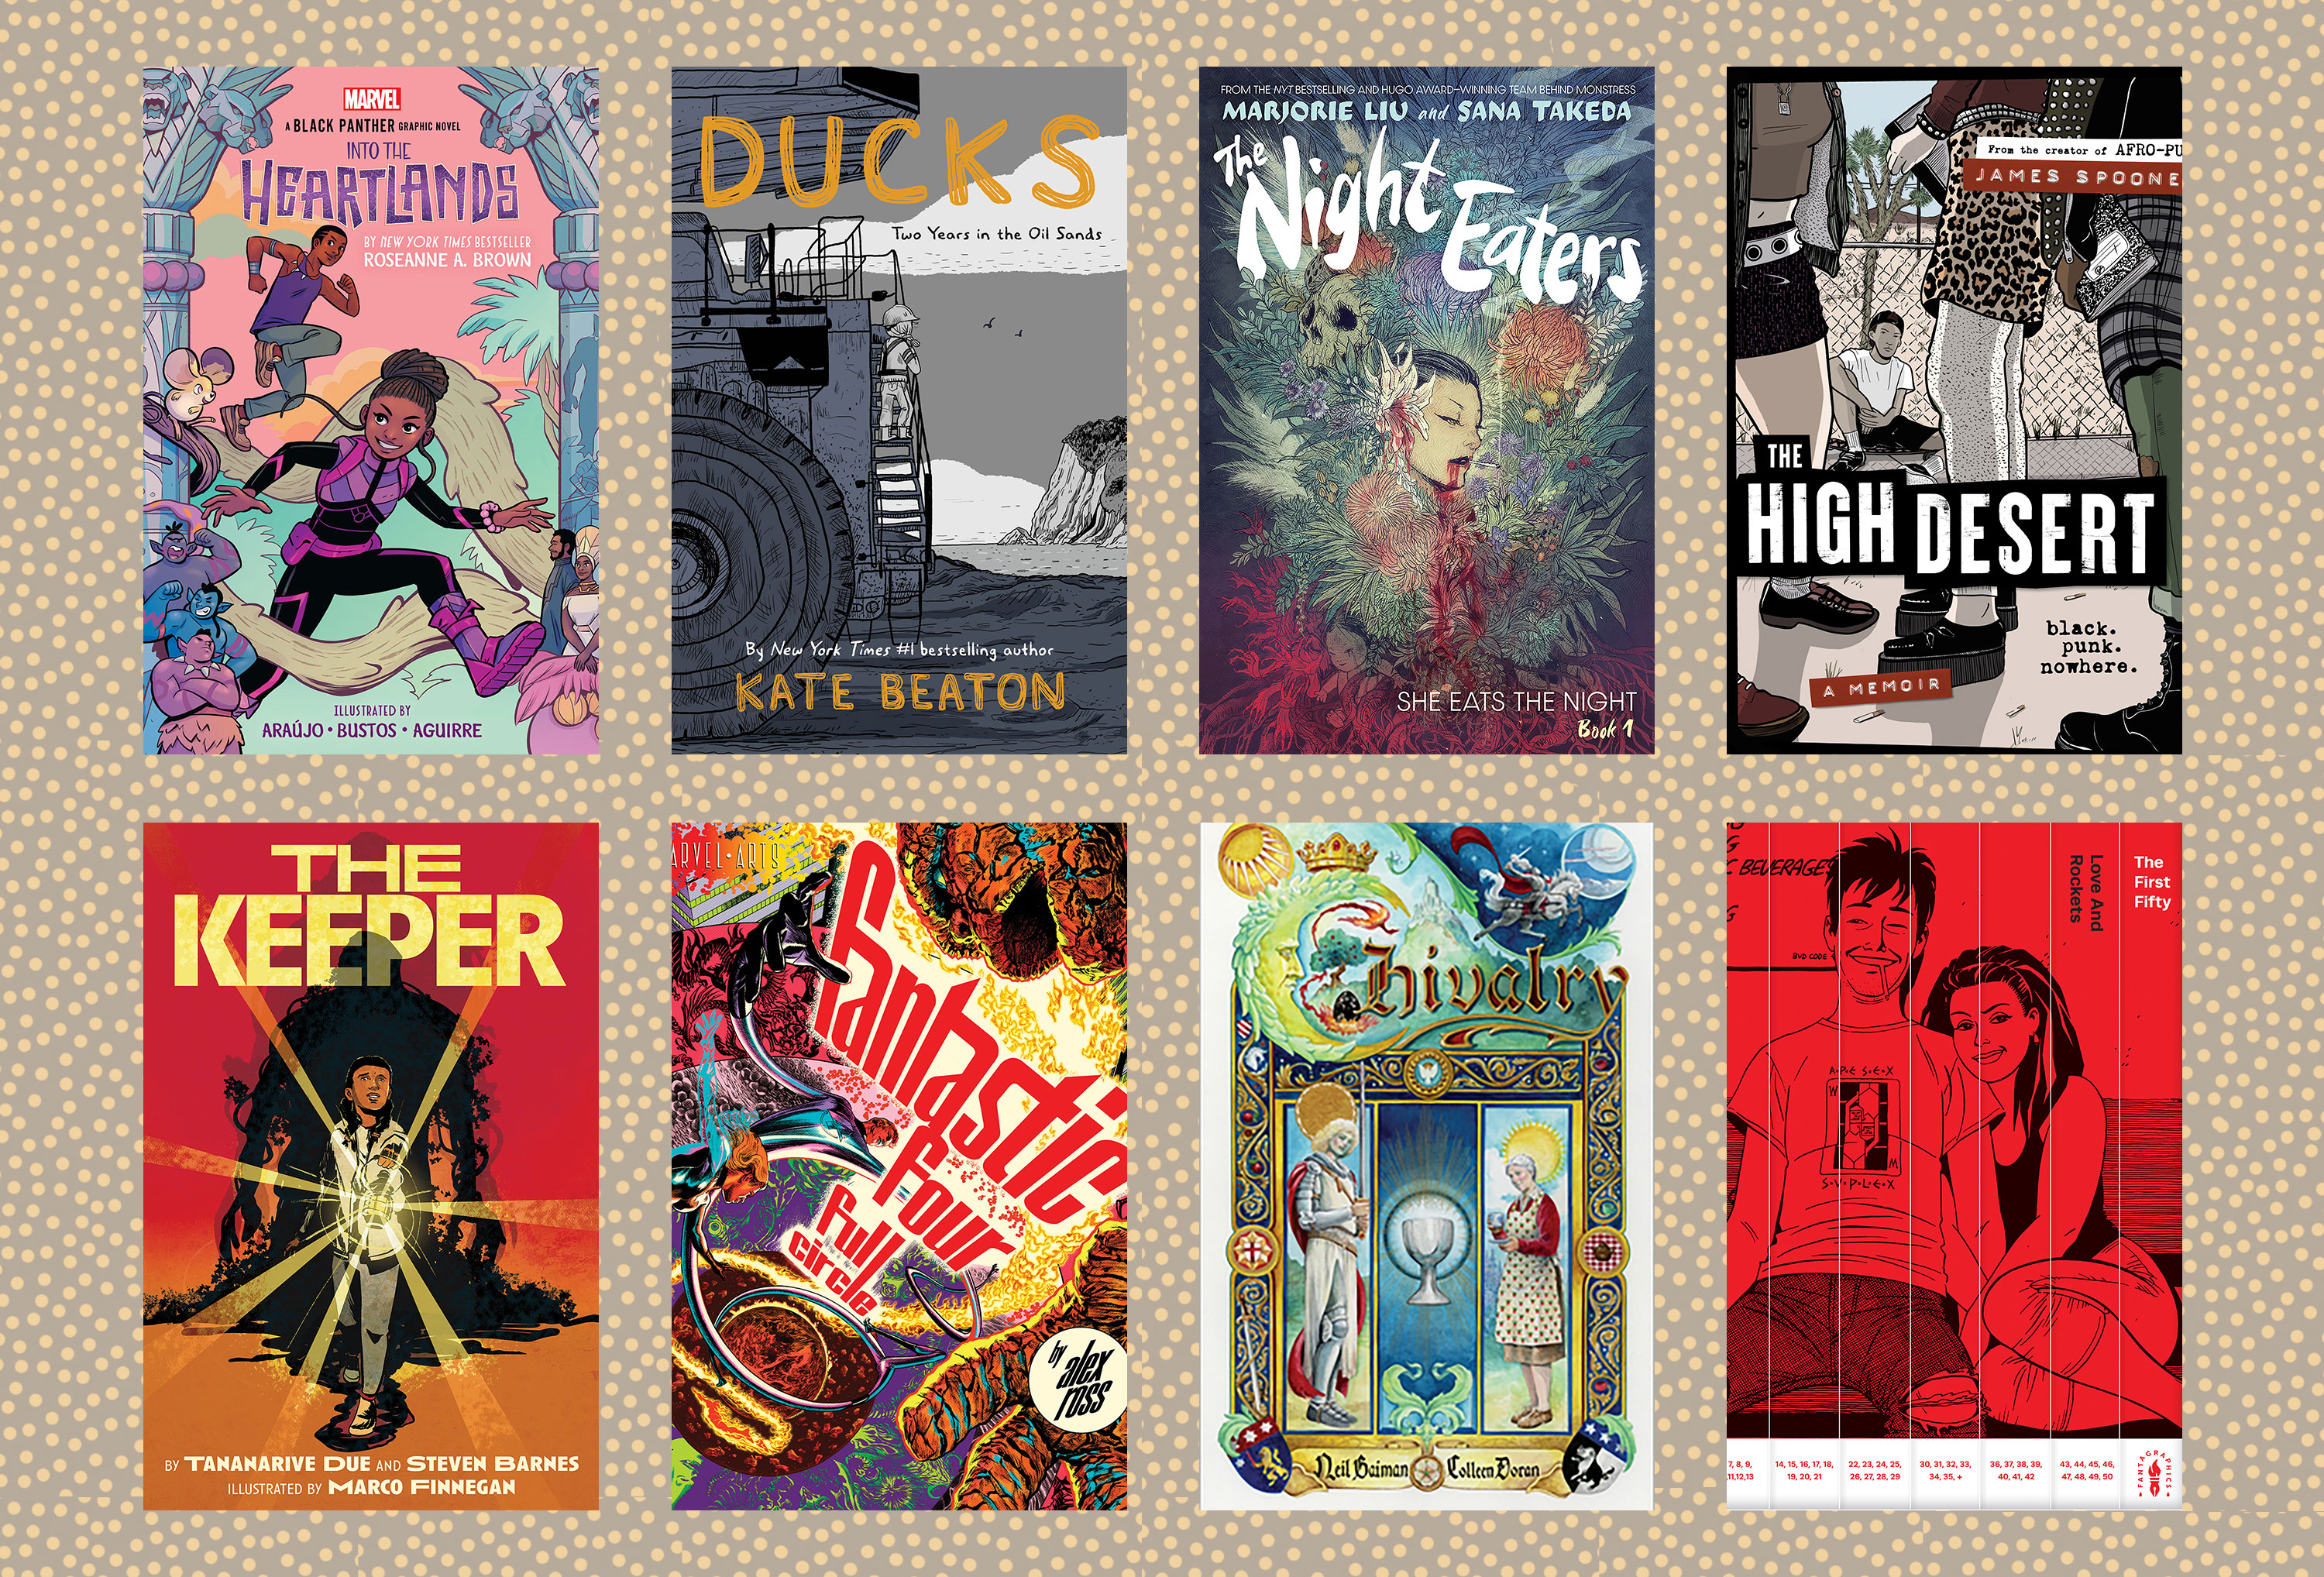 MARVEL
A BLACK PANTHER GRAPHIC NOVEL
INTO THE
HEARTLANDS
BY NEW YORK TIMES BESTSELLER
ROSEANNE A. BROWN
ILLUSTRATED BY
ARAÚJO • BUSTOS • AGUIRRE
DUCKS
Two Years in the Oil Sands
By New York Times #1 bestselling author
KATE BEATON
FROM THE NYT BESTSELLING AND HUGO AWARD–WINNING TEAM BEHIND MONSTRESS
MARJORIE LIU and SANA TAKEDA
The
Night
Eaters
SHE EATS THE NIGHT
Book 1
From the creator of AFRO-PU
JAMES SPOONE
THE
HIGH DESERT
black.
punk.
nowhere.
A MEMOIR
THE
KEEPER
BY TANANARIVE DUE AND STEVEN BARNES
ILLUSTRATED BY MARCO FINNEGAN
ARVEL•ARTS
fantastic
four
full
circle
by
alex
ross
Chivalry
Neil Gaiman Colleen Doran
C BEVERAGES
BVD CODE
Love And
Rockets
The
First
Fifty
A•P•E S•E•X
W
M
S•V•P•L•E•X
7, 8, 9,
11,12,13
14, 15, 16, 17, 18,
19, 20, 21
22, 23, 24, 25,
26, 27, 28, 29
30, 31, 32, 33,
34, 35, +
36, 37, 38, 39,
40, 41, 42
43, 44, 45, 46,
47, 48, 49, 50
FANTAGRAPHICS